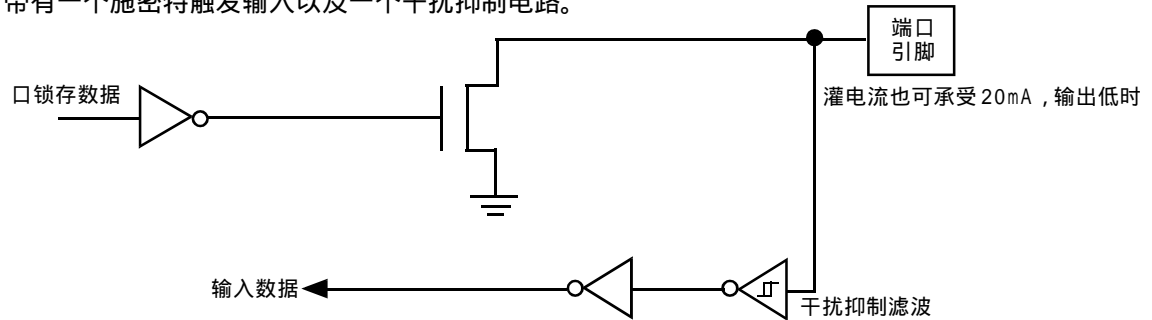 带有一个施密特触发输入以及一个干扰抑制电路。
端口
引脚
口锁存数据
灌电流也可承受20mA，输出低时
输入数据
干扰抑制滤波